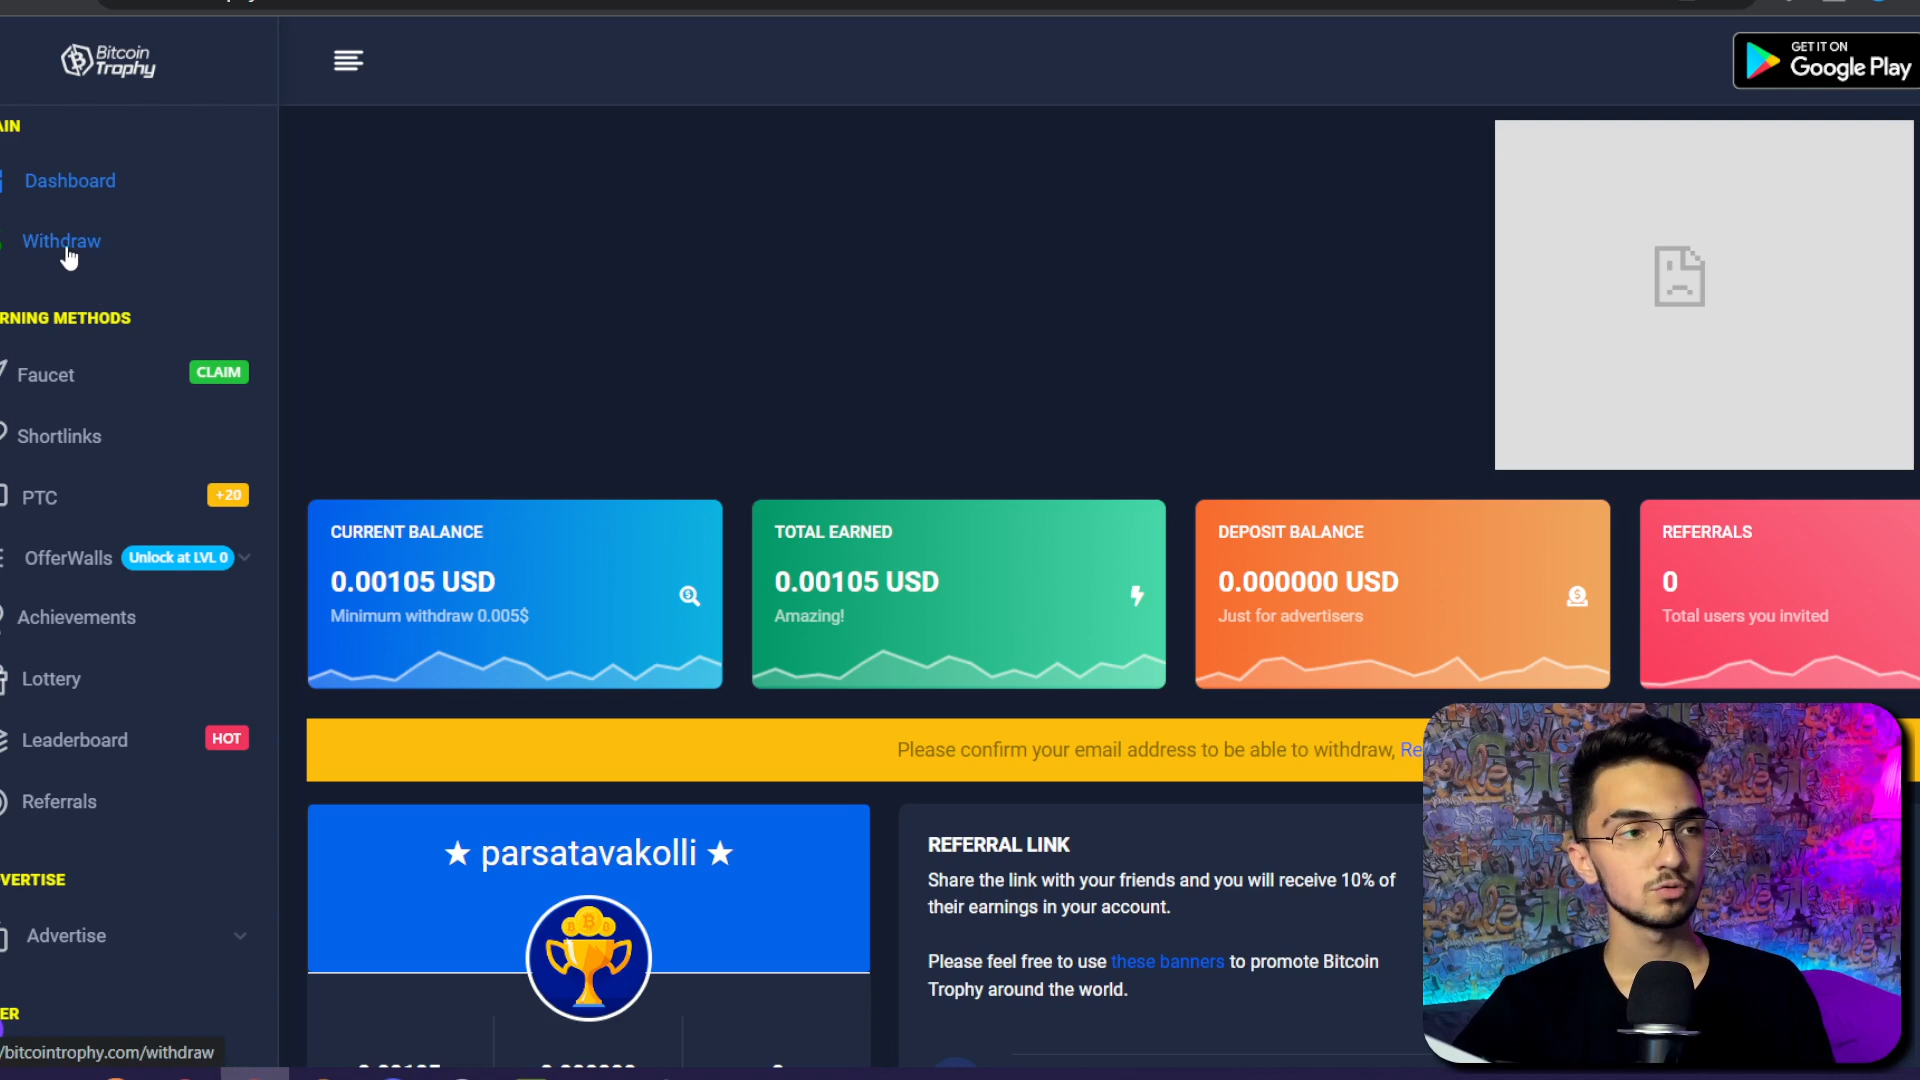 Bitcoin
Trophy
GET IT ON
Google Play
AIN
Dashboard
Withdraw
RNING METHODS
Faucet
CLAIM
Shortlinks
PTC
+20
OfferWalls
Unlock at LVL 0
Achievements
Lottery
Leaderboard
HOT
Referrals
VERTISE
Advertise
ER
/bitcointrophy.com/withdraw
CURRENT BALANCE
0.00105 USD
Minimum withdraw 0.005$
TOTAL EARNED
0.00105 USD
Amazing!
DEPOSIT BALANCE
0.000000 USD
Just for advertisers
REFERRALS
0
Total users you invited
Please confirm your email address to be able to withdraw, Re
★ parsatavakolli ★
REFERRAL LINK
Share the link with your friends and you will receive 10% of
their earnings in your account.
Please feel free to use these banners to promote Bitcoin
Trophy around the world.